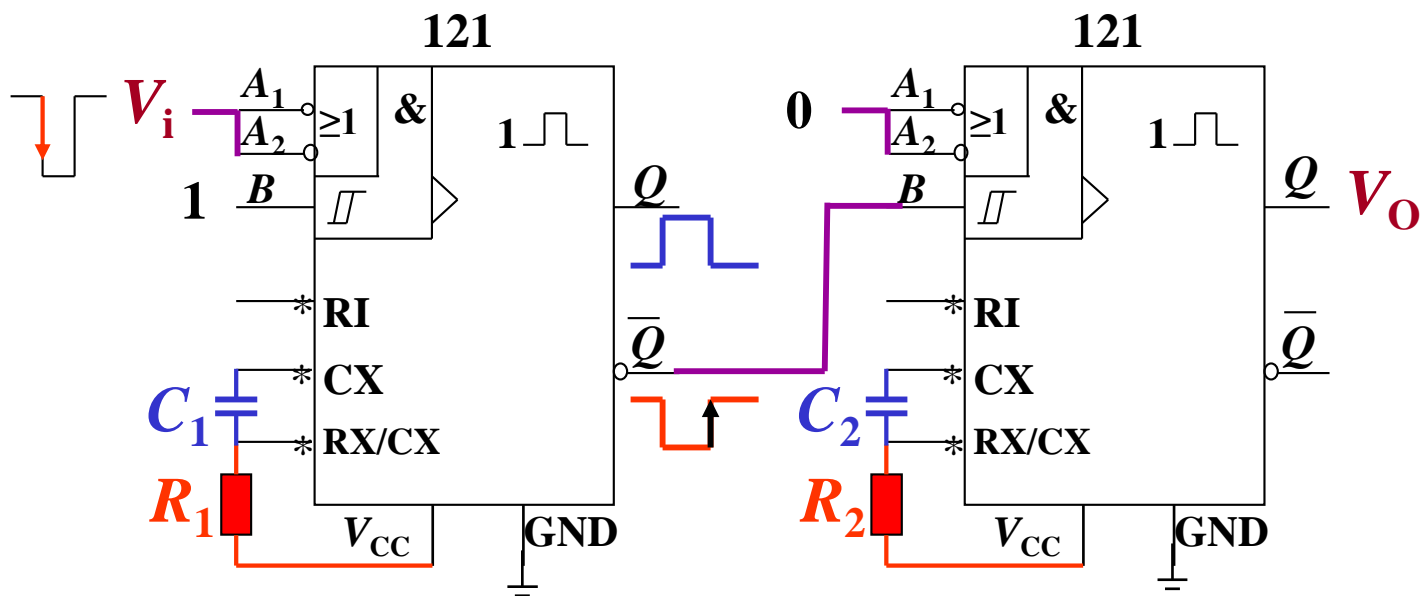 121
Vi
A1
A2
≥1
&
1
1
B
Q
RI
Q̅
CX
C1
RX/CX
R1
VCC
GND
121
0
A1
A2
≥1
&
1
B
Q
VO
RI
Q̅
CX
C2
RX/CX
R2
VCC
GND